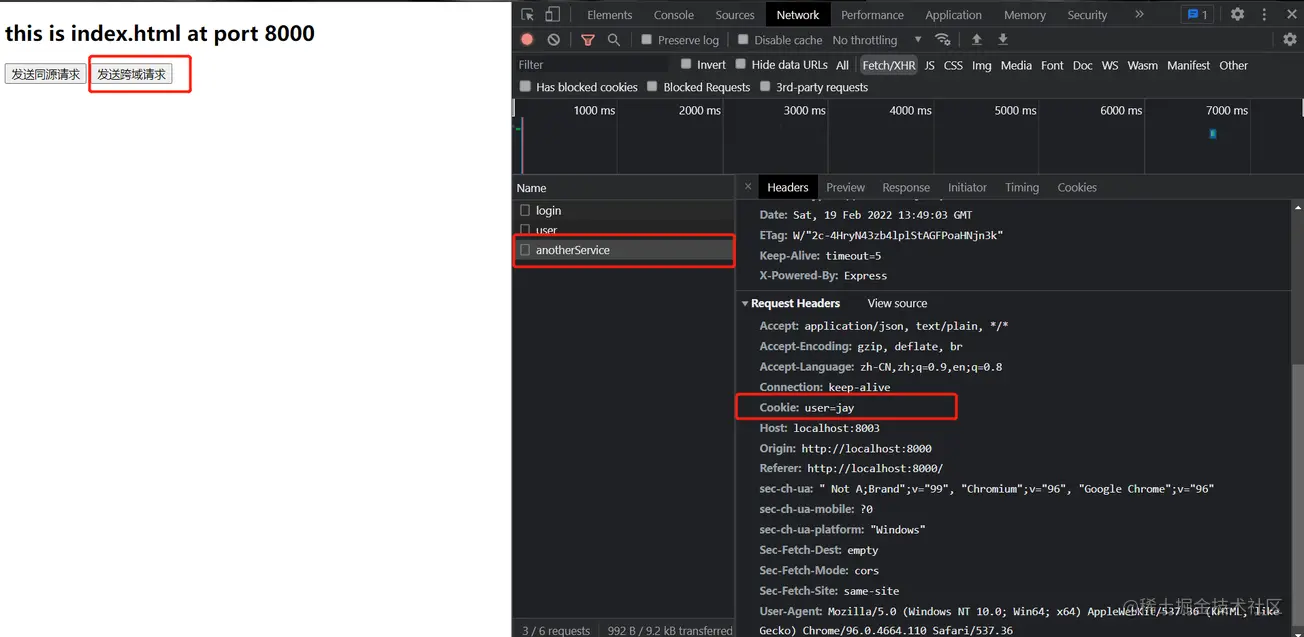 this is index.html at port 8000
发送同源请求 发送跨域请求
Elements Console Sources Network Performance Application Memory Security » 1
Preserve log Disable cache No throttling
Filter Invert Hide data URLs All Fetch/XHR JS CSS Img Media Font Doc WS Wasm Manifest Other
Has blocked cookies Blocked Requests 3rd-party requests
1000 ms 2000 ms 3000 ms 4000 ms 5000 ms 6000 ms 7000 ms
Name × Headers Preview Response Initiator Timing Cookies
login
user
anotherService
Date: Sat, 19 Feb 2022 13:49:03 GMT
ETag: W/"2c-4HryN43zb4lplStAGFPoaHNjn3k"
Keep-Alive: timeout=5
X-Powered-By: Express
Request Headers View source
Accept: application/json, text/plain, */*
Accept-Encoding: gzip, deflate, br
Accept-Language: zh-CN,zh;q=0.9,en;q=0.8
Connection: keep-alive
Cookie: user=jay
Host: localhost:8003
Origin: http://localhost:8000
Referer: http://localhost:8000/
sec-ch-ua: " Not A;Brand";v="99", "Chromium";v="96", "Google Chrome";v="96"
sec-ch-ua-mobile: ?0
sec-ch-ua-platform: "Windows"
Sec-Fetch-Dest: empty
Sec-Fetch-Mode: cors
Sec-Fetch-Site: same-site
User-Agent: Mozilla/5.0 (Windows NT 10.0; Win64; x64) AppleWebKit/537.36 (KHTML, like
Gecko) Chrome/96.0.4664.110 Safari/537.36
3 / 6 requests 992 B / 9.2 kB transferred
@稀土掘金技术社区